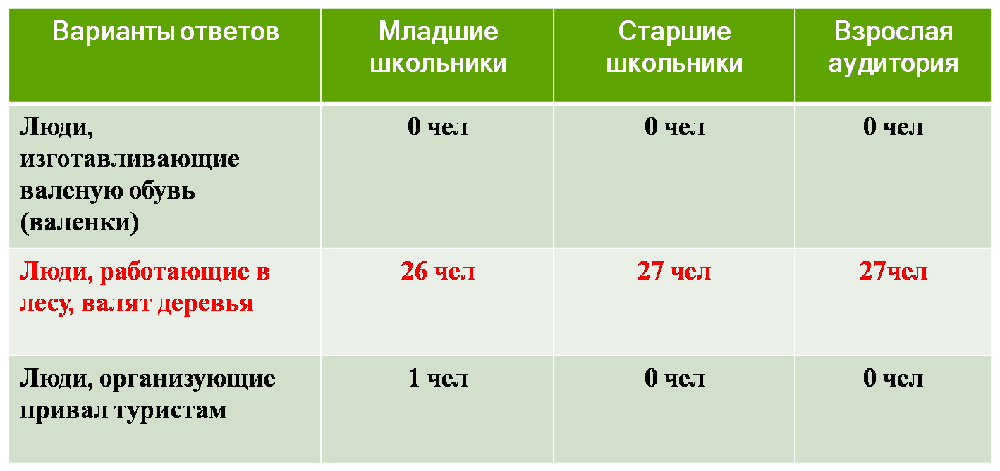 Варианты ответов
Младшие
школьники
Старшие
школьники
Взрослая
аудитория
Люди,
изготавливающие
валеную обувь
(валенки)
0 чел
0 чел
0 чел
Люди, работающие в
лесу, валят деревья
26 чел
27 чел
27чел
Люди, организующие
привал туристам
1 чел
0 чел
0 чел